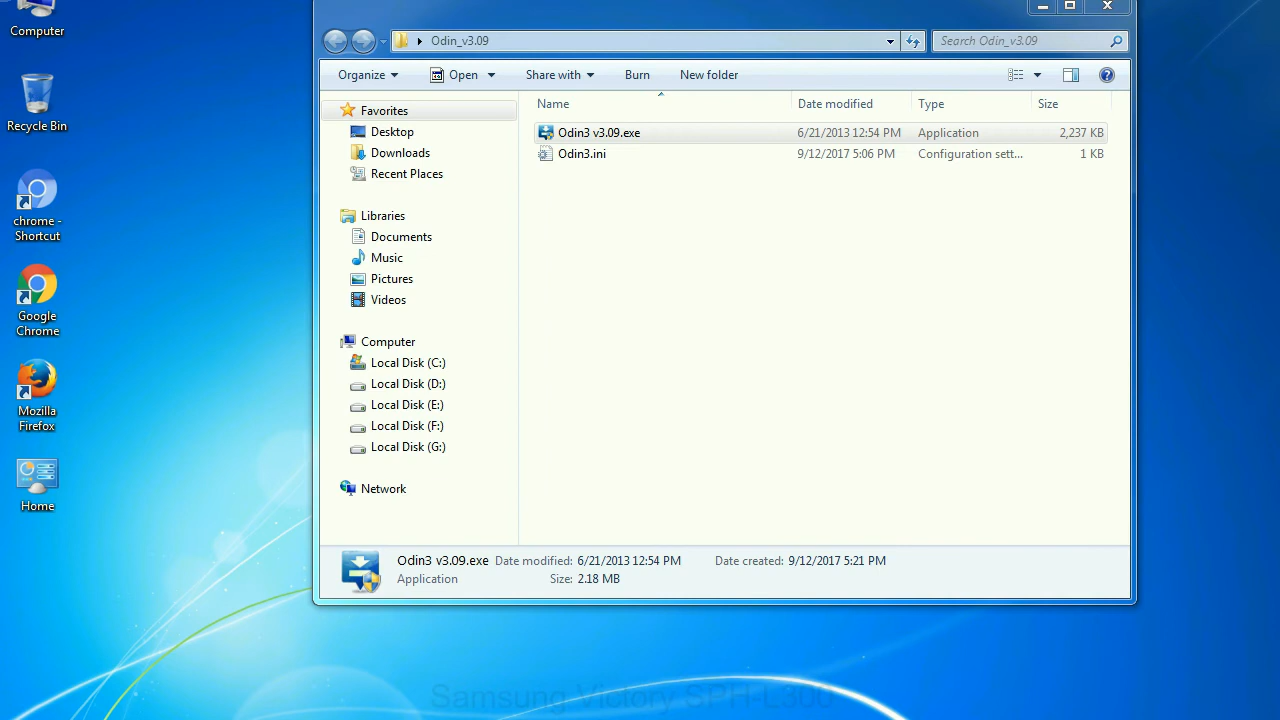 Computer
Recycle Bin
chrome -
Shortcut
Google
Chrome
Mozilla
Firefox
Home
Odin_v3.09
Search Odin_v3.09
Organize Open Share with Burn New folder
Name Date modified Type Size
Odin3 v3.09.exe 6/21/2013 12:54 PM Application 2,237 KB
Odin3.ini 9/12/2017 5:06 PM Configuration sett... 1 KB
Favorites
Desktop
Downloads
Recent Places
Libraries
Documents
Music
Pictures
Videos
Computer
Local Disk (C:)
Local Disk (D:)
Local Disk (E:)
Local Disk (F:)
Local Disk (G:)
Network
Odin3 v3.09.exe Date modified: 6/21/2013 12:54 PM Date created: 9/12/2017 5:21 PM
Application Size: 2.18 MB
Samsung Victory SPH-L300